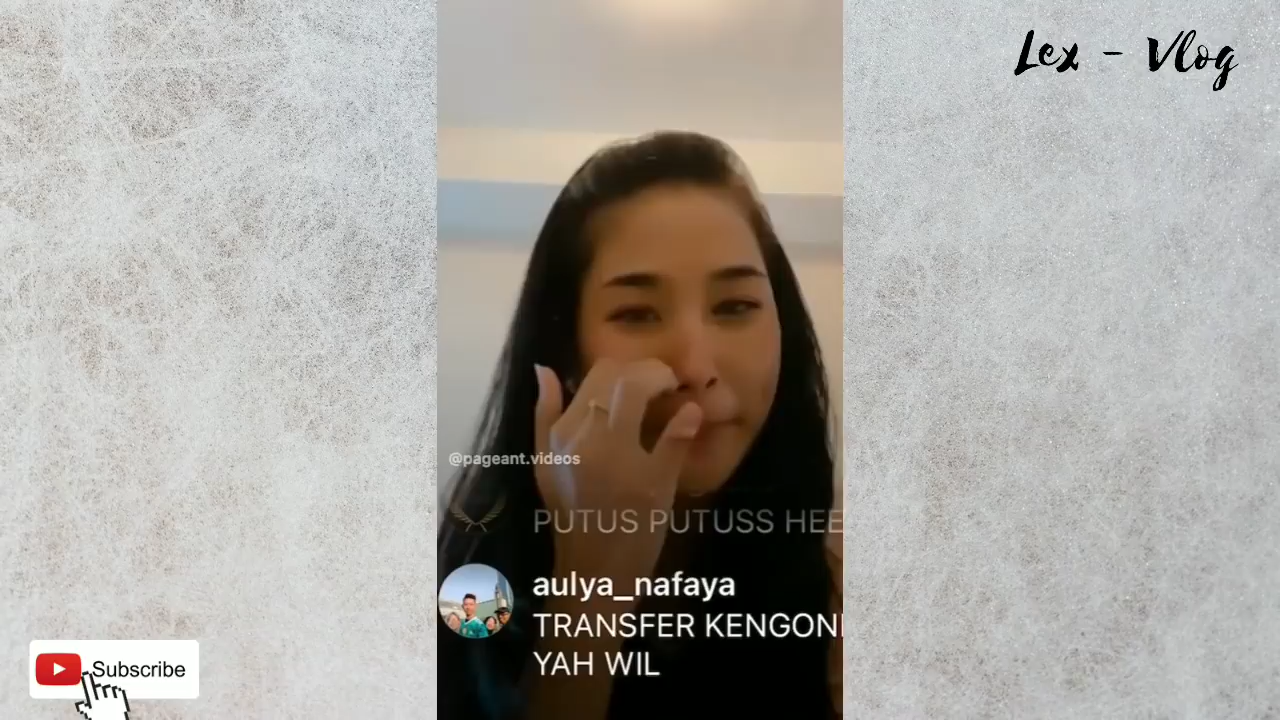 Lex - Vlog
@pageant.videos
PUTUS PUTUSS HEE
aulya_nafaya
TRANSFER KENGON
YAH WIL
Subscribe